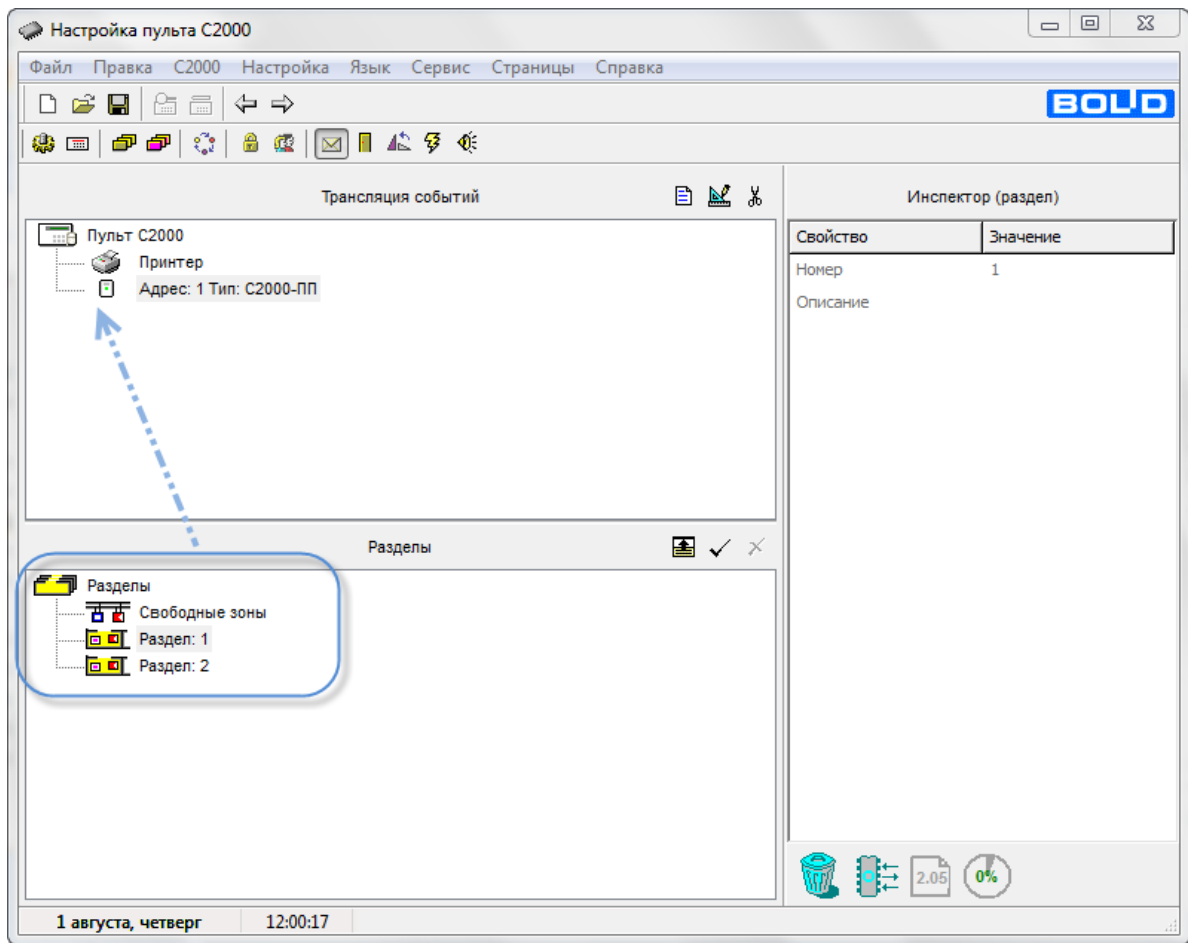 Настройка пульта С2000
Файл Правка С2000 Настройка Язык Сервис Страницы Справка
BOLID
Трансляция событий
Инспектор (раздел)
Пульт С2000
Принтер
Адрес: 1 Тип: С2000-ПП
Свойство Значение
Номер 1
Описание
Разделы
Разделы
Свободные зоны
Раздел: 1
Раздел: 2
2.05 0%
1 августа, четверг 12:00:17